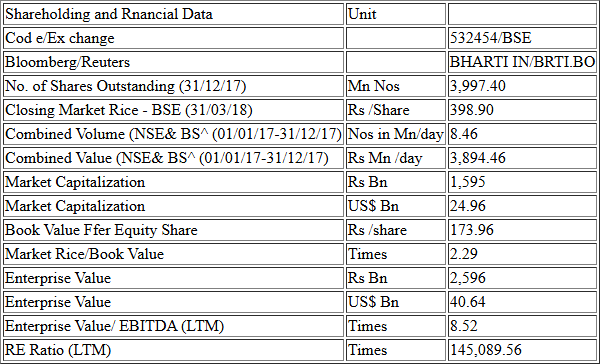 Shareholding and Rnancial Data Unit
Cod e/Ex change 532454/BSE
Bloomberg/Reuters BHARTI IN/BRTI.BO
No. of Shares Outstanding (31/12/17) Mn Nos 3,997.40
Closing Market Rice - BSE (31/03/18) Rs /Share 398.90
Combined Volume (NSE& BS^ (01/01/17-31/12/17) Nos in Mn/day 8.46
Combined Value (NSE& BS^ (01/01/17-31/12/17) Rs Mn /day 3,894.46
Market Capitalization Rs Bn 1,595
Market Capitalization US$ Bn 24.96
Book Value Ffer Equity Share Rs /share 173.96
Market Rice/Book Value Times 2.29
Enterprise Value Rs Bn 2,596
Enterprise Value US$ Bn 40.64
Enterprise Value/ EBITDA (LTM) Times 8.52
RE Ratio (LTM) Times 145,089.56